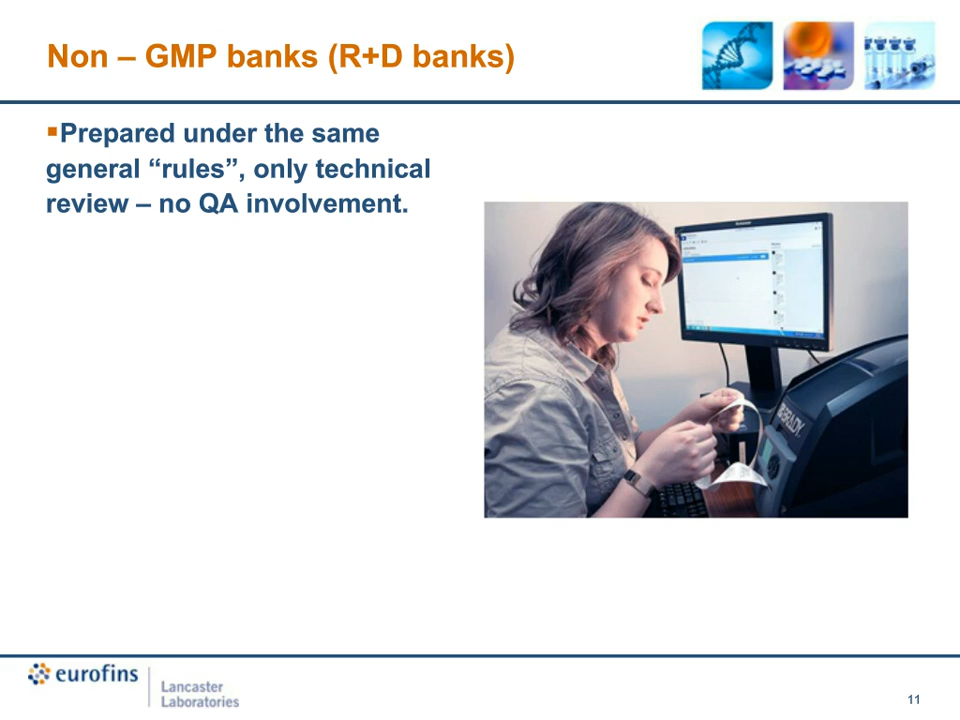 Non – GMP banks (R+D banks)
▪Prepared under the same
general “rules”, only technical
review – no QA involvement.
BRADY
eurofins
Lancaster
Laboratories
11